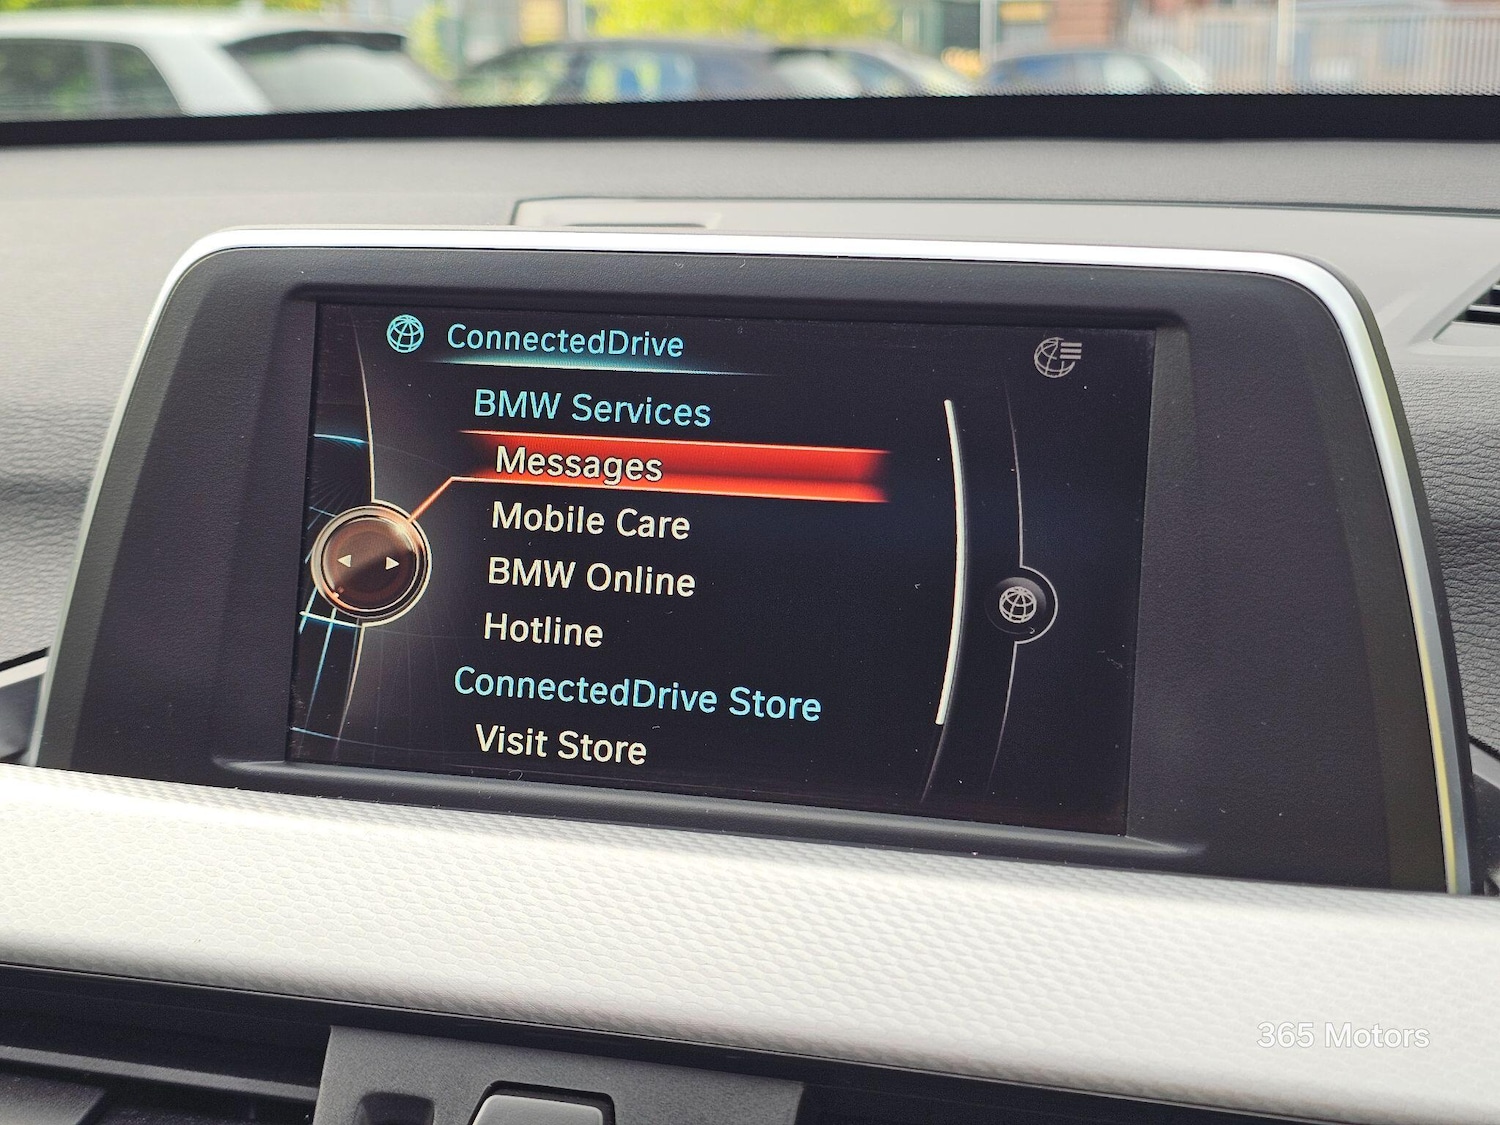 ConnectedDrive
BMW Services
Messages
Mobile Care
BMW Online
Hotline
ConnectedDrive Store
Visit Store
365 Motors